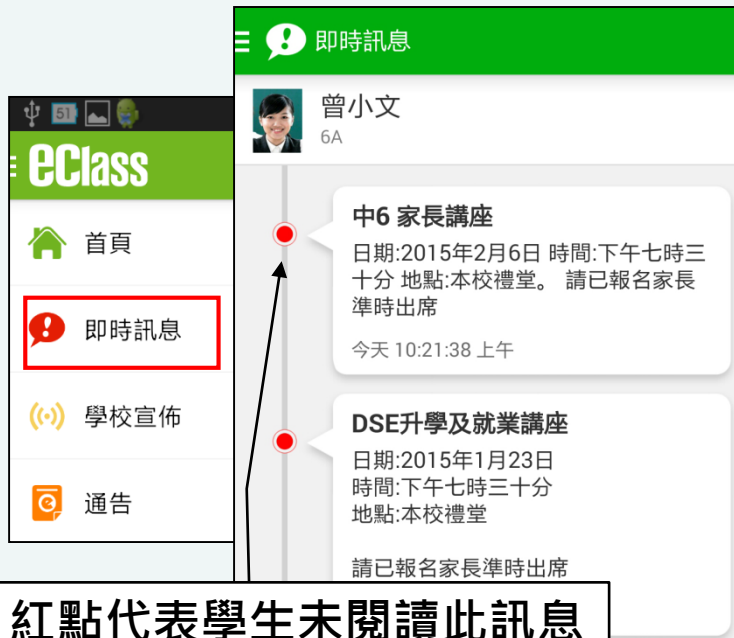 即時訊息
曾小文
6A
51
eClass
首頁
即時訊息
學校宣佈
通告
中6 家長講座
日期:2015年2月6日 時間:下午七時三
十分 地點:本校禮堂。 請已報名家長
準時出席
今天 10:21:38 上午
DSE升學及就業講座
日期:2015年1月23日
時間:下午七時三十分
地點:本校禮堂
請已報名家長準時出席
紅點代表學生未閱讀此訊息